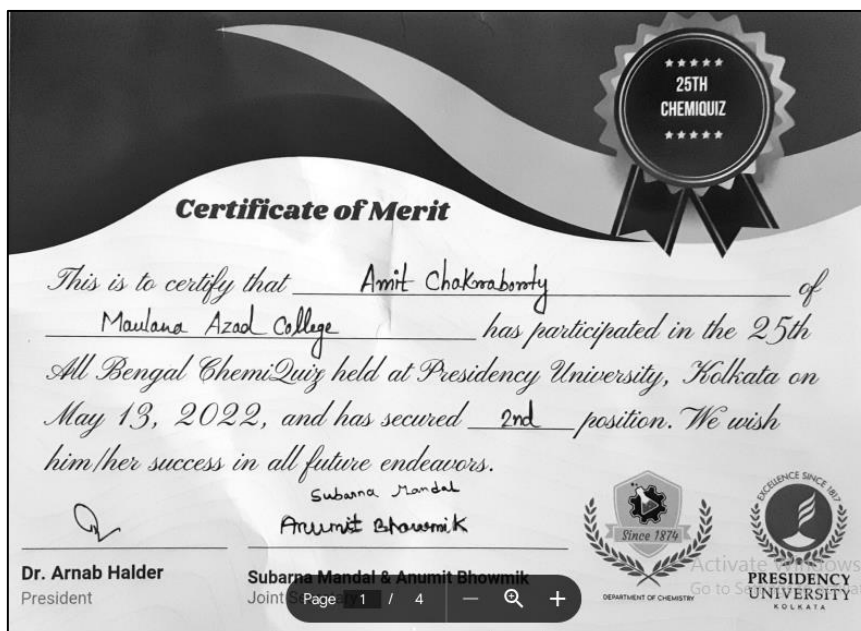 ★★★★★
25TH
CHEMIQUIZ
★★★★★
Certificate of Merit
This is to certify that Amit Chakraborty of
Maulana Azad College has participated in the 25th
All Bengal ChemiQuiz held at Presidency University, Kolkata on
May 13, 2022, and has secured 2nd position. We wish
him/her success in all future endeavors.
Subarna Mandal
Anumit Bhowmik
Dr. Arnab Halder
President
Subarna Mandal & Anumit Bhowmik
Joint
Since 1874
DEPARTMENT OF CHEMISTRY
EXCELLENCE SINCE 1817
PRESIDENCY
UNIVERSITY
KOLKATA
Activate Windows
Go to
Page 1 / 4